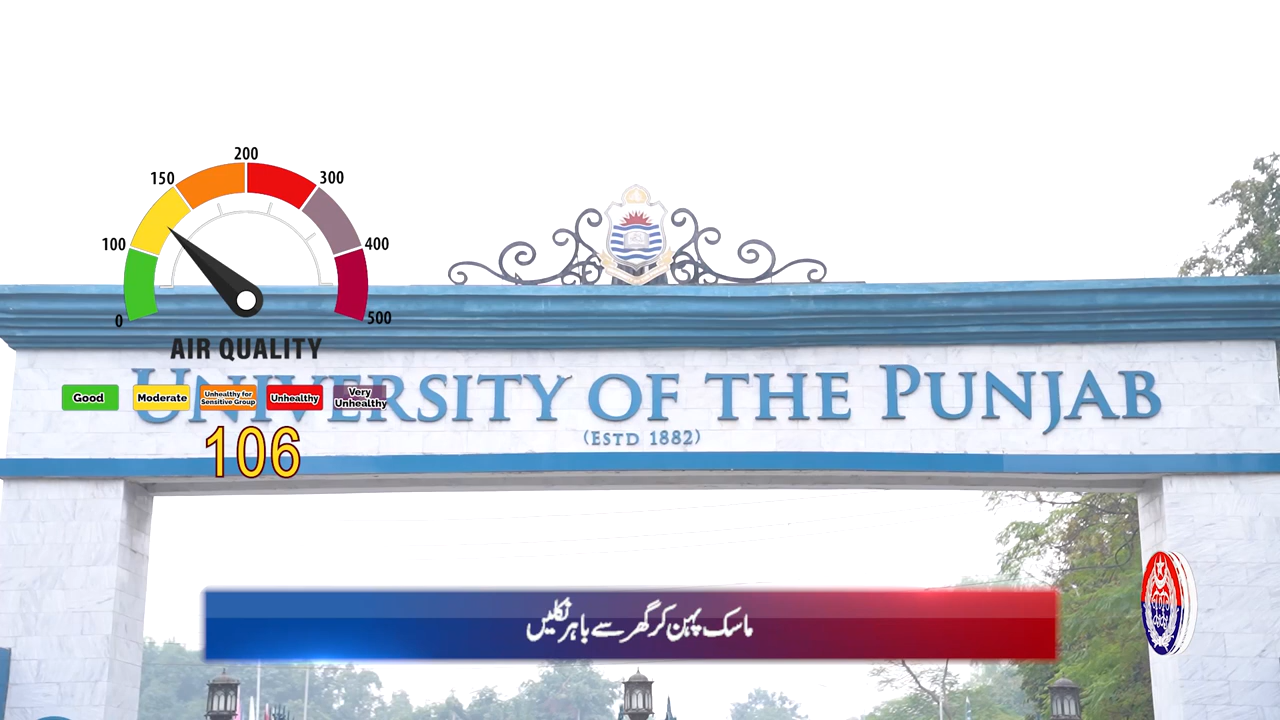 200
150
300
100
400
0
500
AIR QUALITY
Good
Moderate
Unhealthy for
Sensitive Group
Unhealthy
Very
Unhealthy
UNIVERSITY OF THE PUNJAB
(ESTD 1882)
106
ماسک پہن کر گھر سے باہر نکلیں